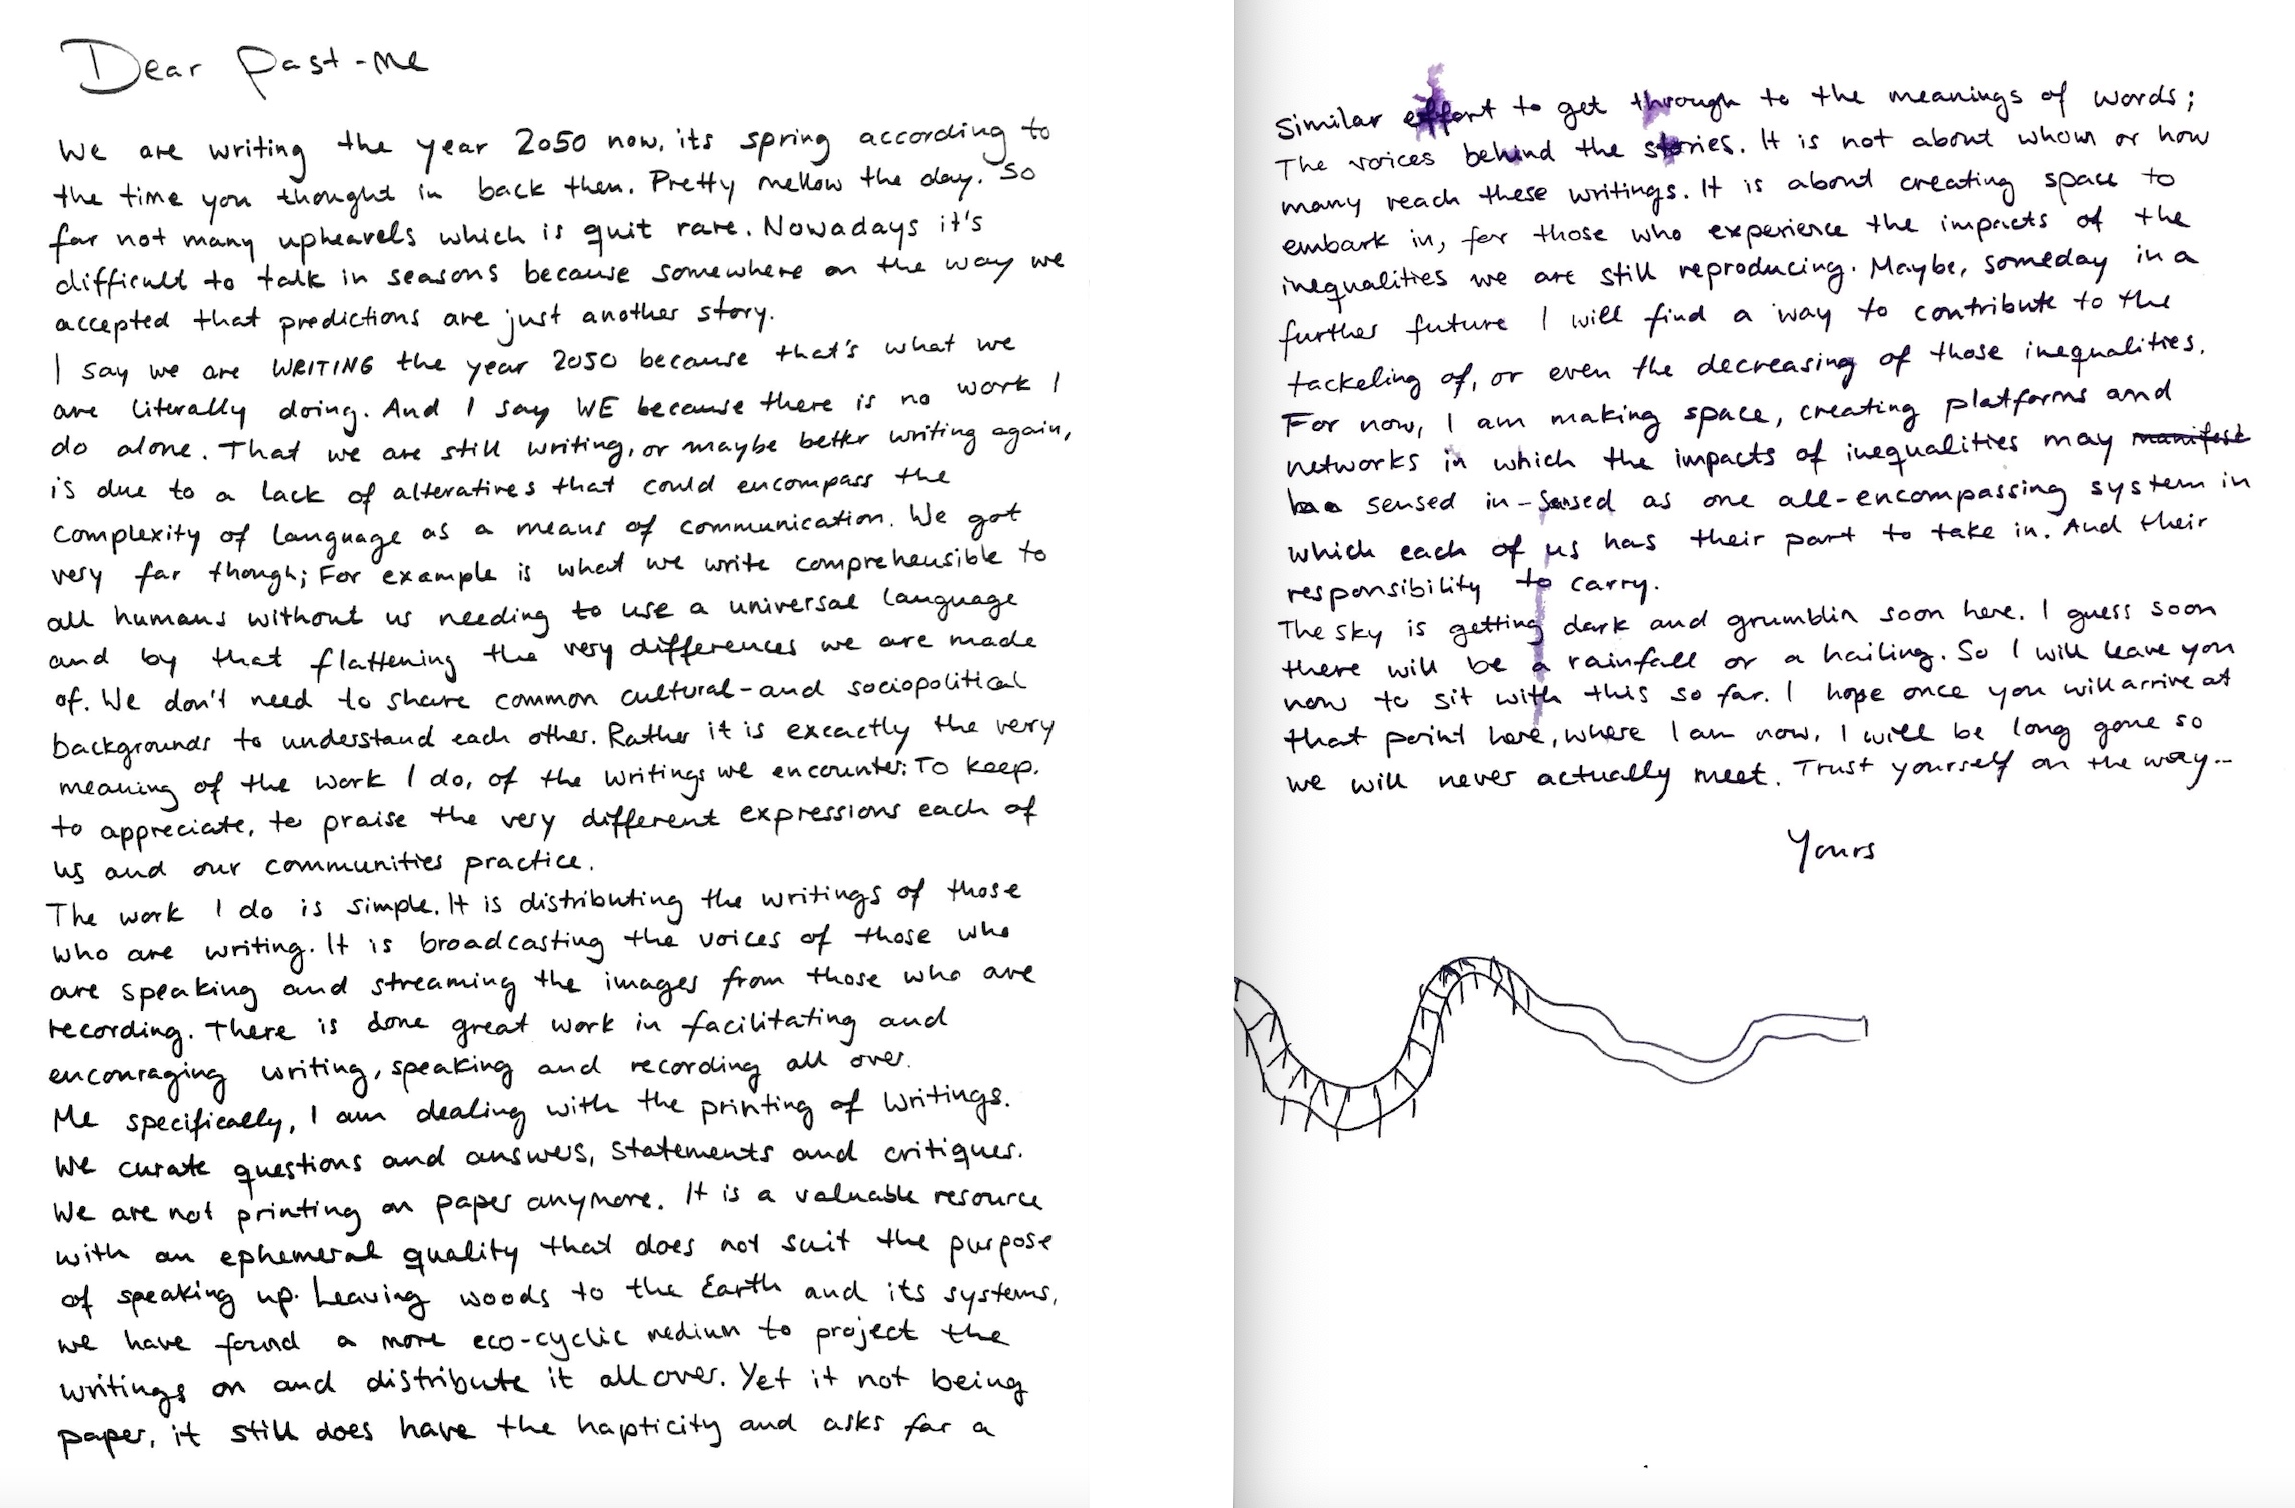 Dear Past-me
We are writing the year 2050 now, its spring according to
the time you thought in back then. Pretty mellow the day. So
far not many uphearels which is quit rare. Nowadays it's
difficult to talk in seasons because somewhere on the way we
accepted that predictions are just another story.
I say we are WRITING the year 2050 because that's what we
are literally doing. And I say WE because there is no work I
do alone. That we are still writing, or maybe better writing again,
is due to a lack of alteratives that could encompass the
complexity of language as a means of communication. We got
very far though; For example is what we write comprehensible to
all humans without us needing to use a universal language
and by that flattening the very differences we are made
of. We don't need to share common cultural-and sociopolitical
backgrounds to understand each other. Rather it is excactly the very
meaning of the work I do, of the writings we encounter: To keep.
to appreciate, to praise the very different expressions each of
us and our communities practice.
The work I do is simple. It is distributing the writings of those
who are writing. It is broadcasting the voices of those who
are speaking and streaming the images from those who are
recording. There is done great work in facilitating and
encouraging writing, speaking and recording all over.
Me specifically, I am dealing with the printing of writings.
We curate questions and answers, statements and critiques.
We are not printing on paper anymore. It is a valuable resource
with an ephemeral quality that does not suit the purpose
of speaking up. Leaving woods to the Earth and its systems,
we have found a more eco-cyclic medium to project the
writings on and distribute it all over. Yet it not being
paper, it still does have the hapticity and asks for a
Similar effort to get through to the meanings of words;
The voices behind the stories. It is not about whom or how
many reach these writings. It is about creating space to
embark in, for those who experience the impacts of the
inequalities we are still reproducing. Maybe, someday in a
further future I will find a way to contribute to the
tackeling of, or even the decreasing of those inequalities.
For now, I am making space, creating platforms and
networks in which the impacts of inequalities may manifest
sensed in-sensed as one all-encompassing system in
which each of us has their part to take in. And their
responsibility to carry.
The sky is getting dark and grumblin soon here. I guess soon
there will be a rainfall or a hailing. So I will leave you
now to sit with this so far. I hope once you will arrive at
that point here, where I am now, I will be long gone so
we will never actually meet. Trust yourself on the way..
Yours